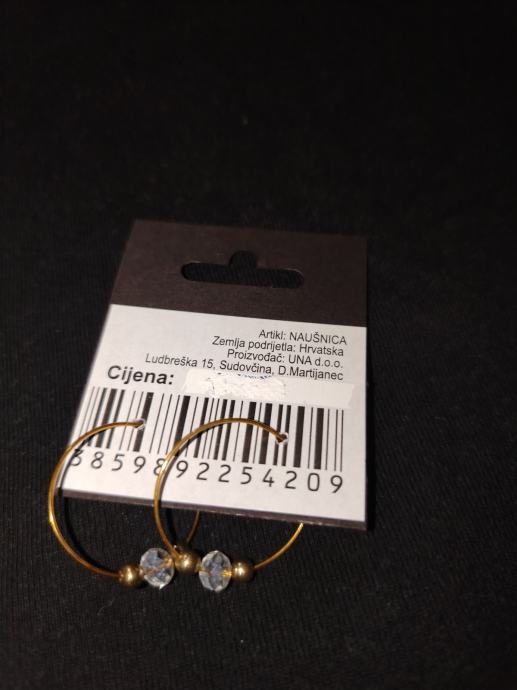 Artikl: NAUŠNICA
Zemlja podrijetla: Hrvatska
Proizvođač: UNA d.o.o.
Ludbreška 15, Sudovčina, D.Martijanec
Cijena:
3859892254209